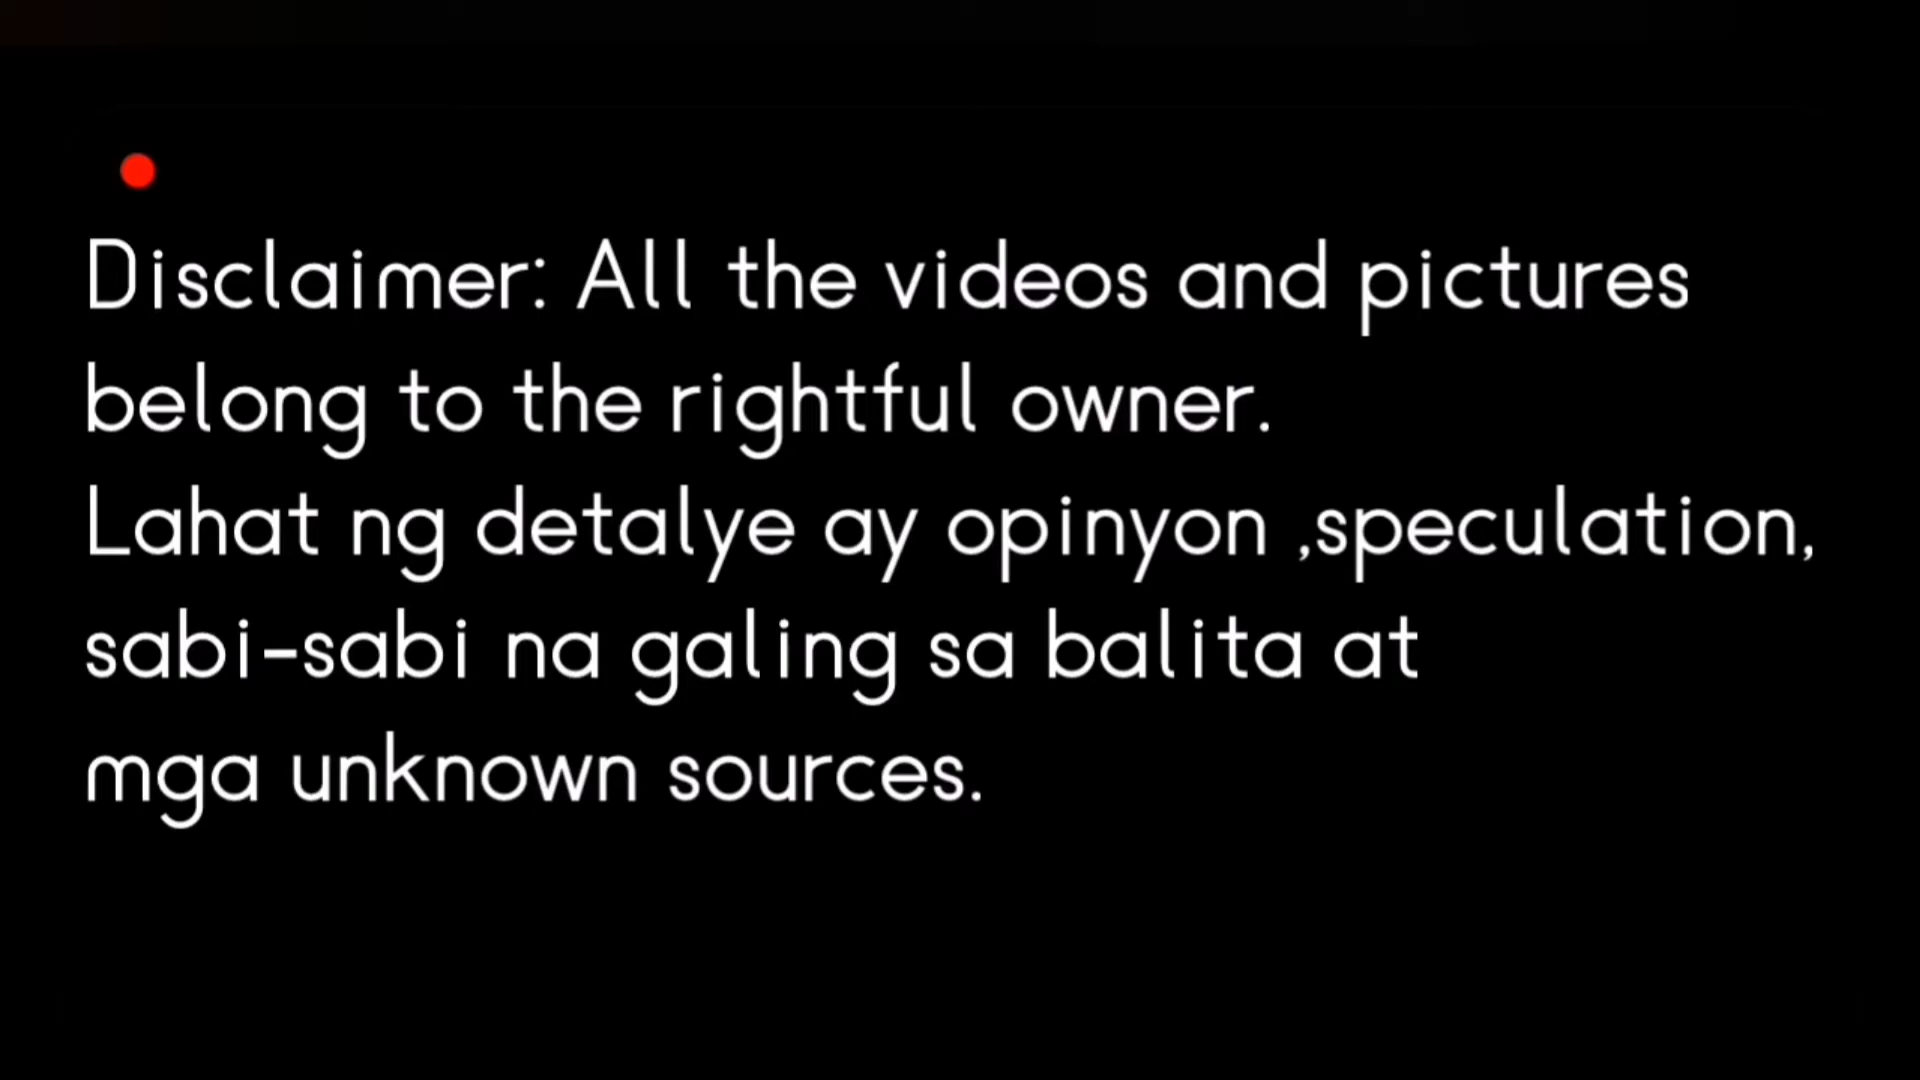 Disclaimer: All the videos and pictures
belong to the rightful owner.
Lahat ng detalye ay opinyon ,speculation,
sabi-sabi na galing sa balita at
mga unknown sources.